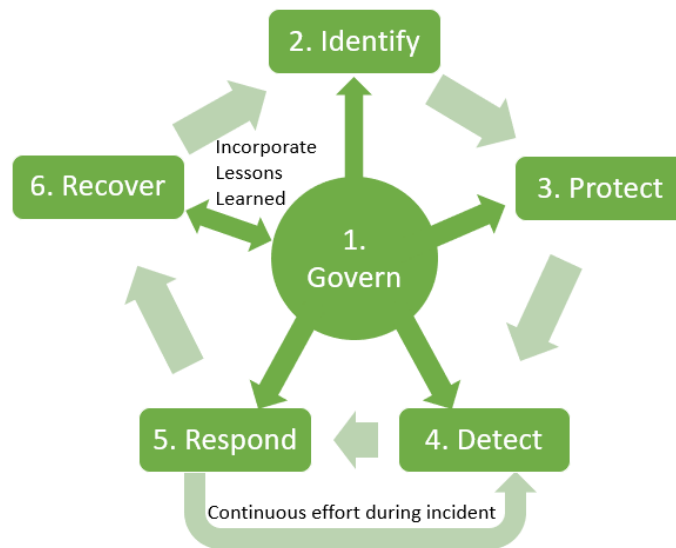 2. Identify
Incorporate
Lessons
Learned
6. Recover
3. Protect
1.
Govern
5. Respond
4. Detect
Continuous effort during incident